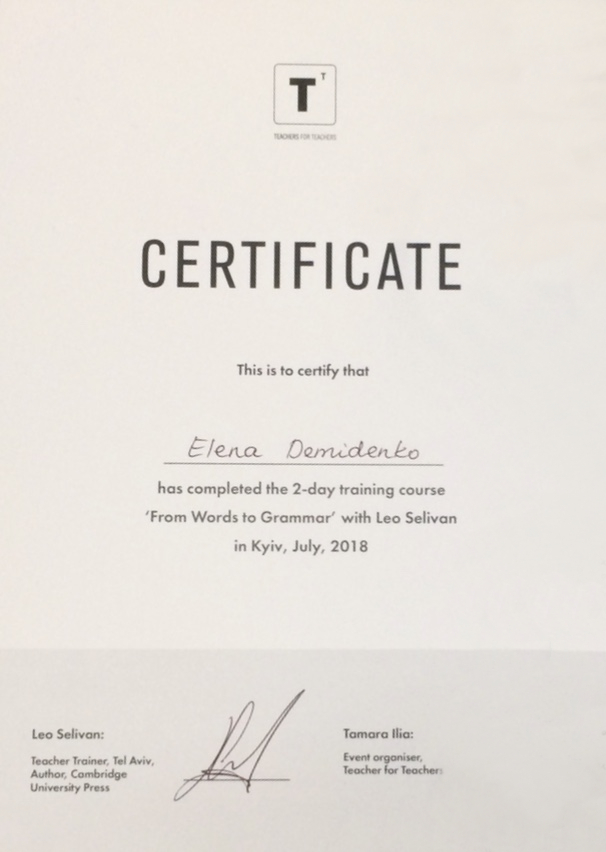 T T
TEACHERS FOR TEACHERS
CERTIFICATE
This is to certify that
Elena Demidenko
has completed the 2-day training course
‘From Words to Grammar’ with Leo Selivan
in Kyiv, July, 2018
Leo Selivan:
Teacher Trainer, Tel Aviv,
Author, Cambridge
University Press
Tamara Ilia:
Event organiser,
Teacher for Teachers